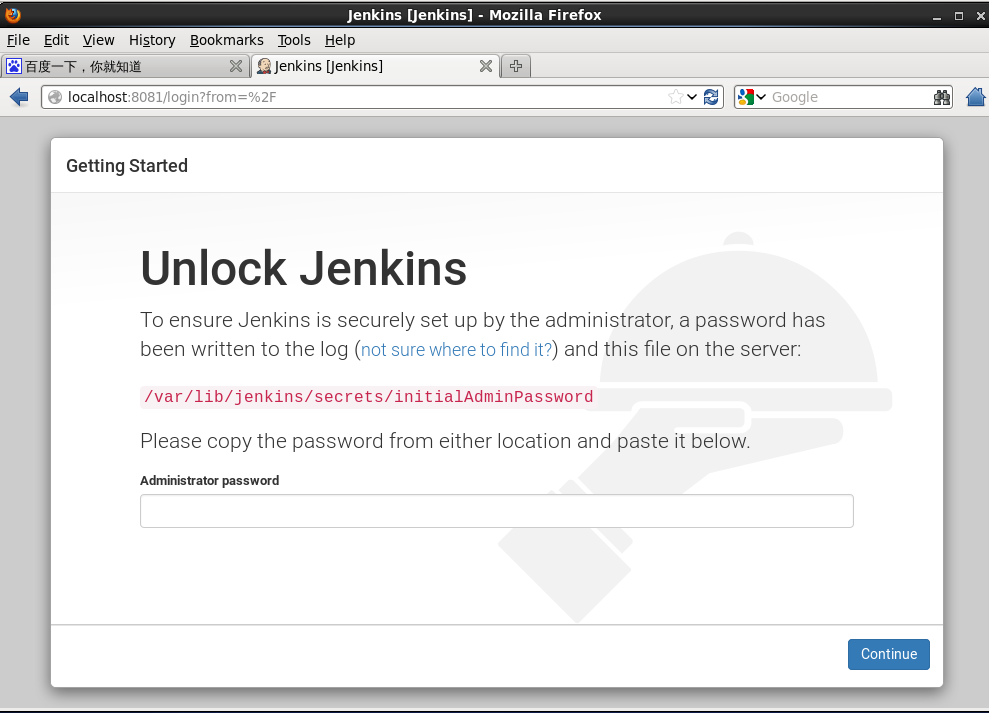 Jenkins [Jenkins] - Mozilla Firefox
File Edit View History Bookmarks Tools Help
百度一下，你就知道 Jenkins [Jenkins]
localhost:8081/login?from=%2F Google
Getting Started
Unlock Jenkins
To ensure Jenkins is securely set up by the administrator, a password has
been written to the log (not sure where to find it?) and this file on the server:
/var/lib/jenkins/secrets/initialAdminPassword
Please copy the password from either location and paste it below.
Administrator password
Continue